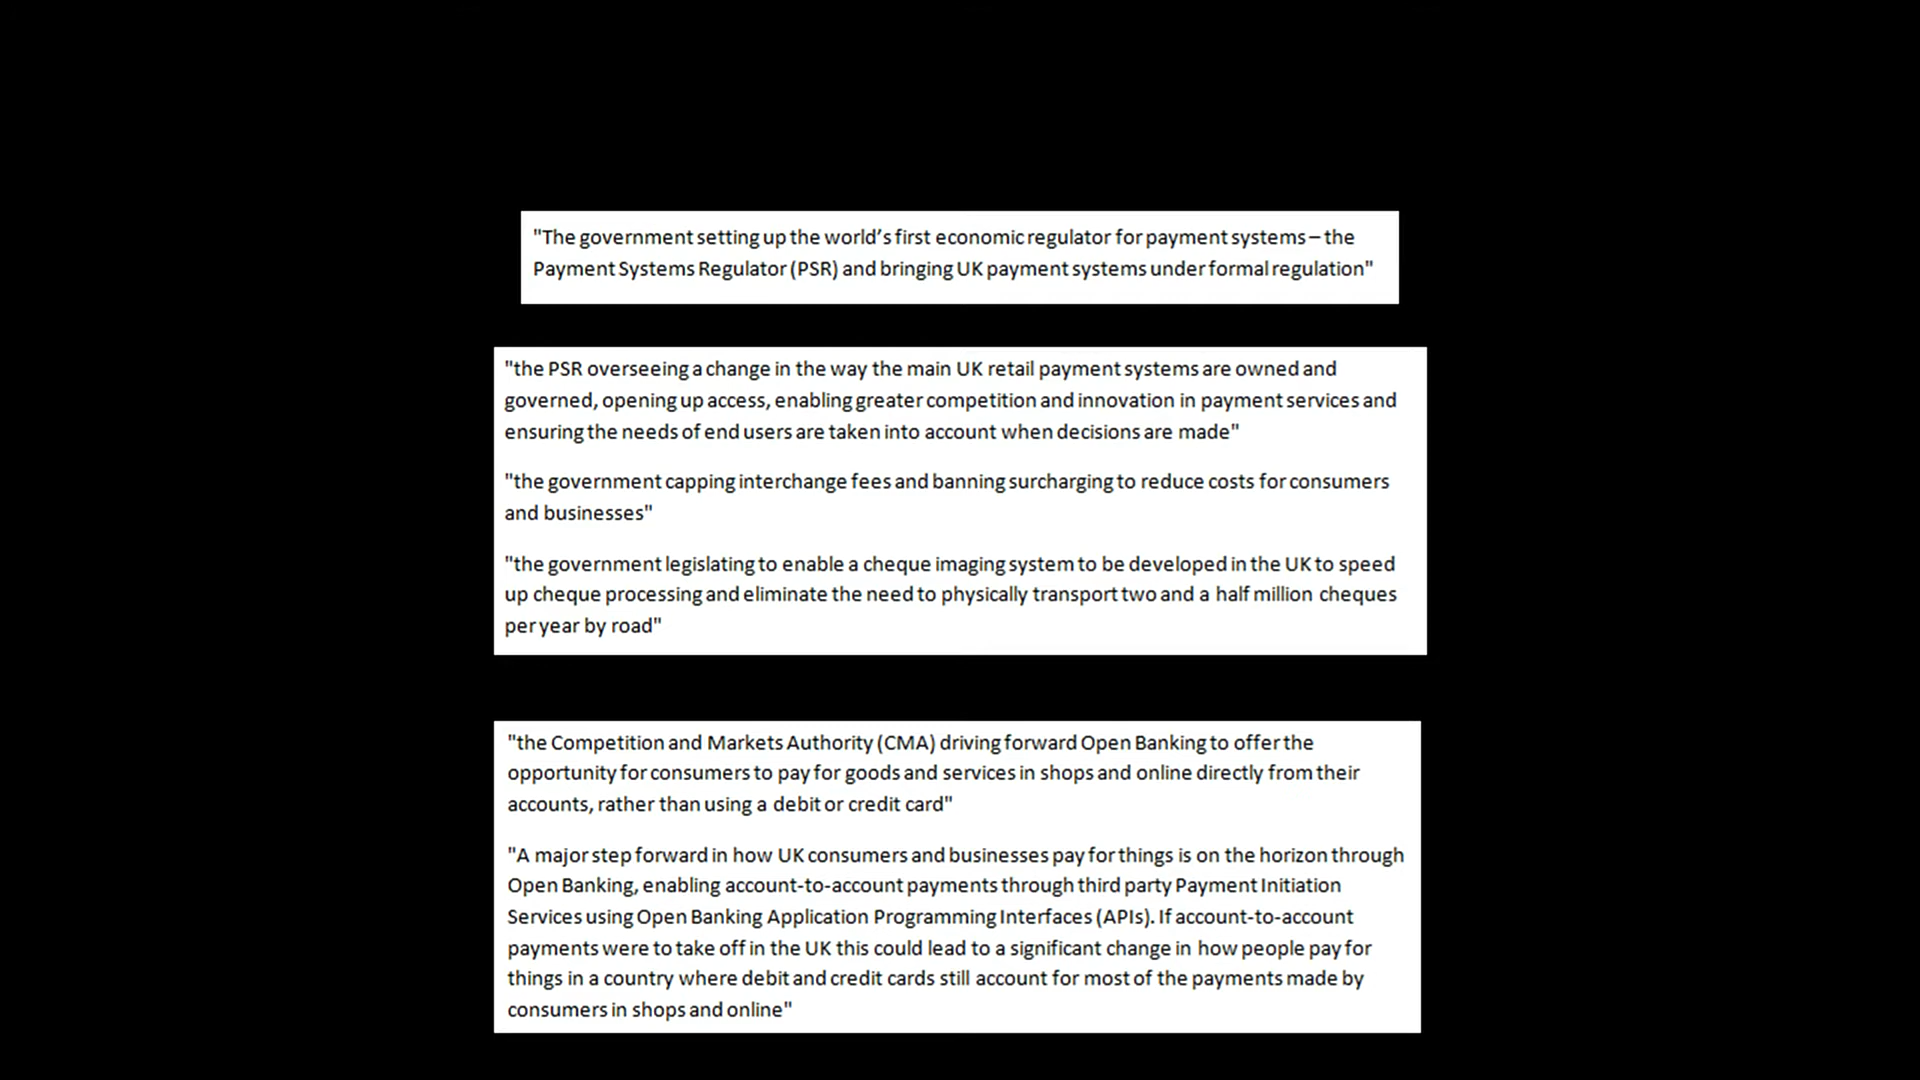 "The government setting up the world’s first economic regulator for payment systems – the
Payment Systems Regulator (PSR) and bringing UK payment systems under formal regulation"
"the PSR overseeing a change in the way the main UK retail payment systems are owned and
governed, opening up access, enabling greater competition and innovation in payment services and
ensuring the needs of end users are taken into account when decisions are made"
"the government capping interchange fees and banning surcharging to reduce costs for consumers
and businesses"
"the government legislating to enable a cheque imaging system to be developed in the UK to speed
up cheque processing and eliminate the need to physically transport two and a half million cheques
per year by road"
"the Competition and Markets Authority (CMA) driving forward Open Banking to offer the
opportunity for consumers to pay for goods and services in shops and online directly from their
accounts, rather than using a debit or credit card"
"A major step forward in how UK consumers and businesses pay for things is on the horizon through
Open Banking, enabling account-to-account payments through third party Payment Initiation
Services using Open Banking Application Programming Interfaces (APIs). If account-to-account
payments were to take off in the UK this could lead to a significant change in how people pay for
things in a country where debit and credit cards still account for most of the payments made by
consumers in shops and online"